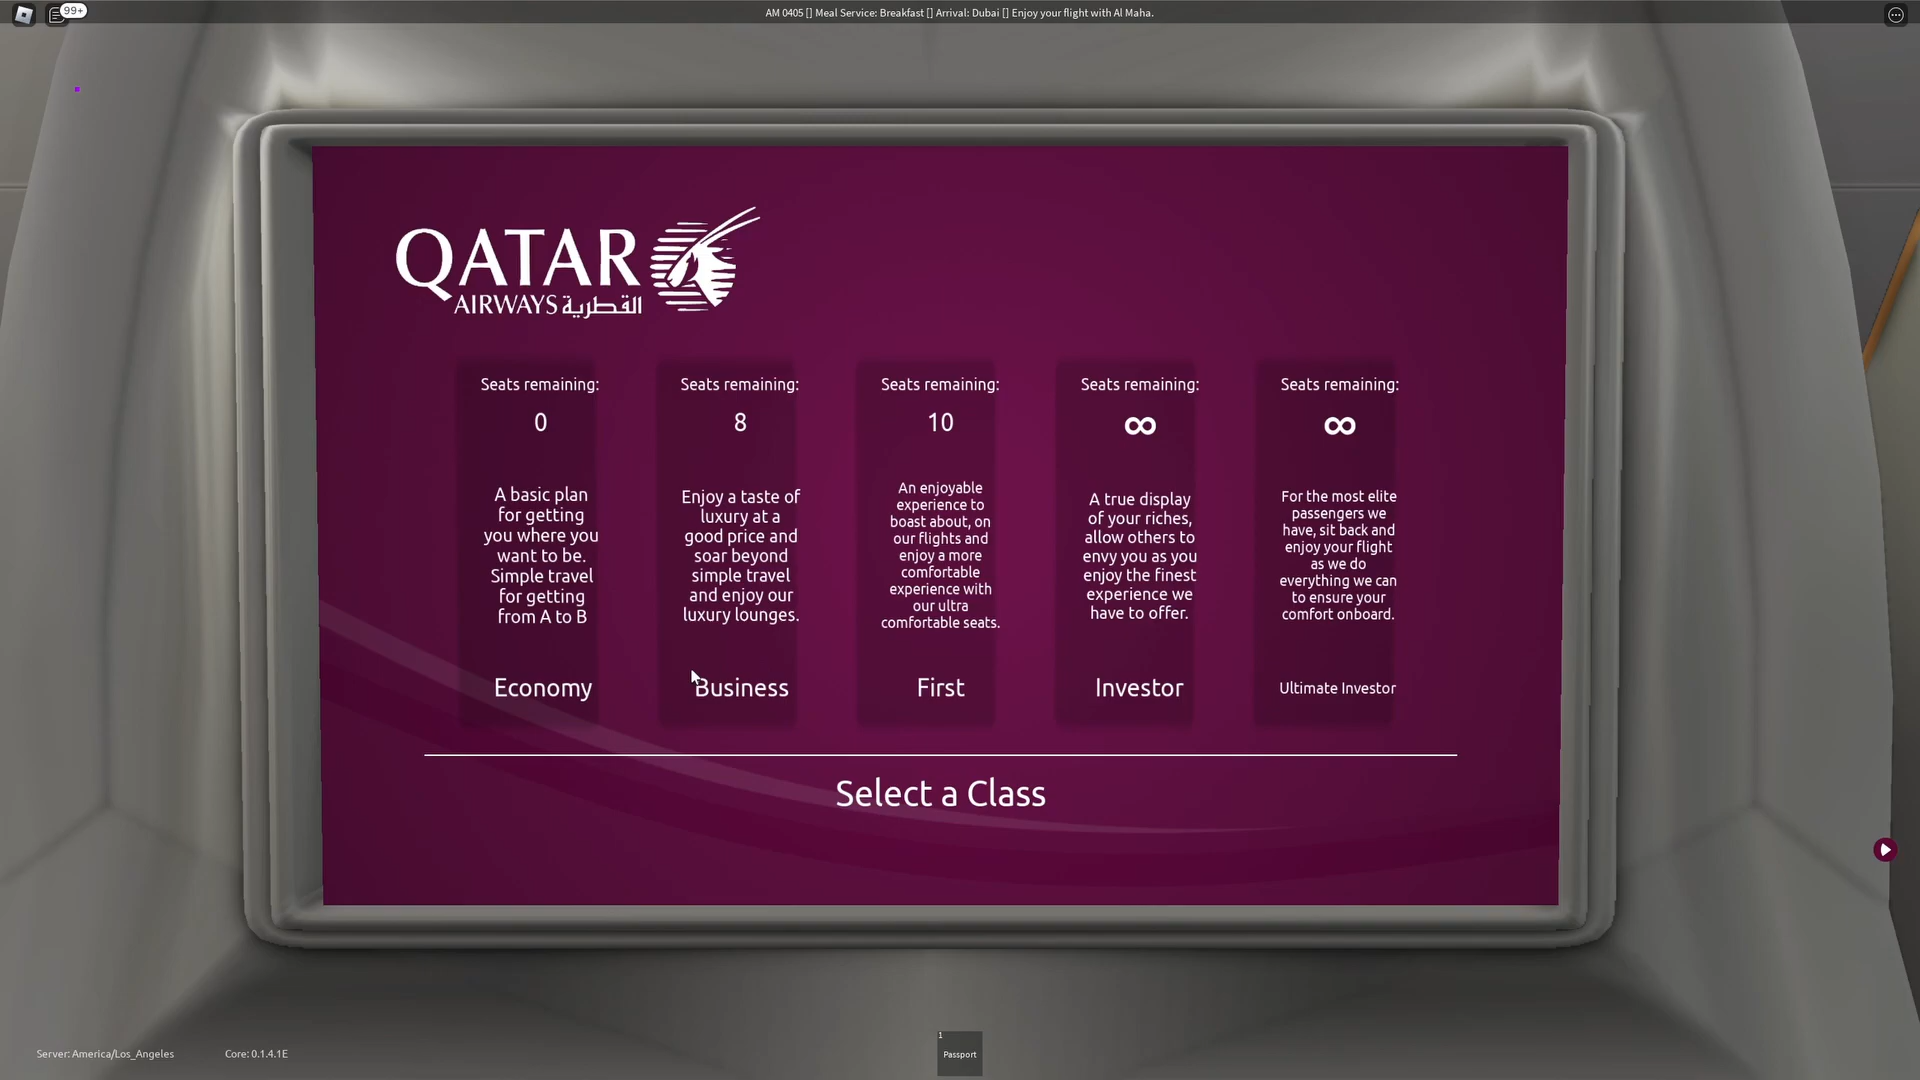 99+
AM 0405 [] Meal Service: Breakfast [] Arrival: Dubai [] Enjoy your flight with Al Maha.
QATAR
AIRWAYS القطرية
Seats remaining:
0
A basic plan
for getting
you where you
want to be.
Simple travel
for getting
from A to B
Economy
Seats remaining:
8
Enjoy a taste of
luxury at a
good price and
soar beyond
simple travel
and enjoy our
luxury lounges.
Business
Seats remaining:
10
An enjoyable
experience to
boast about, on
our flights and
enjoy a more
comfortable
experience with
our ultra
comfortable seats.
First
Seats remaining:
∞
A true display
of your riches,
allow others to
envy you as you
enjoy the finest
experience we
have to offer.
Investor
Seats remaining:
∞
For the most elite
passengers we
have, sit back and
enjoy your flight
as we do
everything we can
to ensure your
comfort onboard.
Ultimate Investor
Select a Class
Server: America/Los_Angeles
Core: 0.1.4.1E
1
Passport